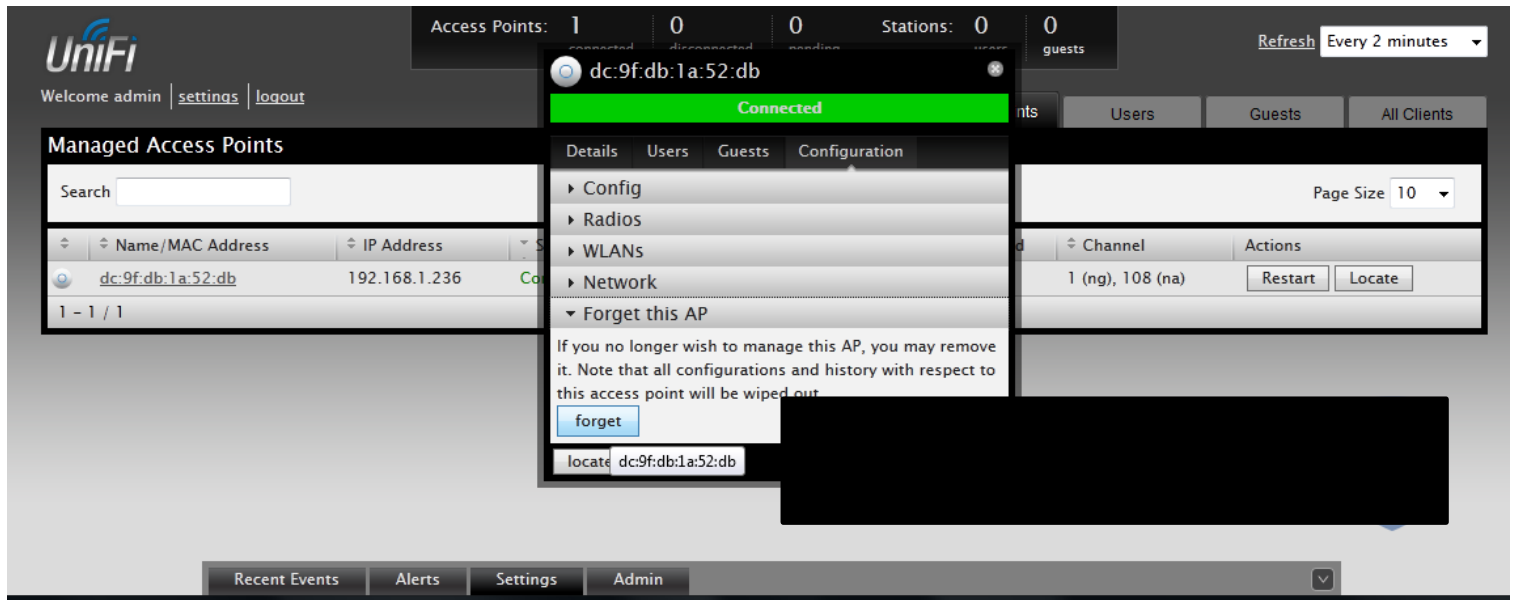 UniFi
Access Points: 1 0 0 Stations: 0 0
connected disconnected pending users guests
Refresh Every 2 minutes
Welcome admin settings logout
Users Guests All Clients
dc:9f:db:1a:52:db
Connected
Managed Access Points
Details Users Guests Configuration
Search
Page Size 10
Config
Radios
WLANs
Network
Forget this AP
Name/MAC Address IP Address Channel Actions
dc:9f:db:1a:52:db 192.168.1.236 1 (ng), 108 (na) Restart Locate
1 - 1 / 1
If you no longer wish to manage this AP, you may remove
it. Note that all configurations and history with respect to
this access point will be wiped out
forget
locate dc:9f:db:1a:52:db
Recent Events Alerts Settings Admin